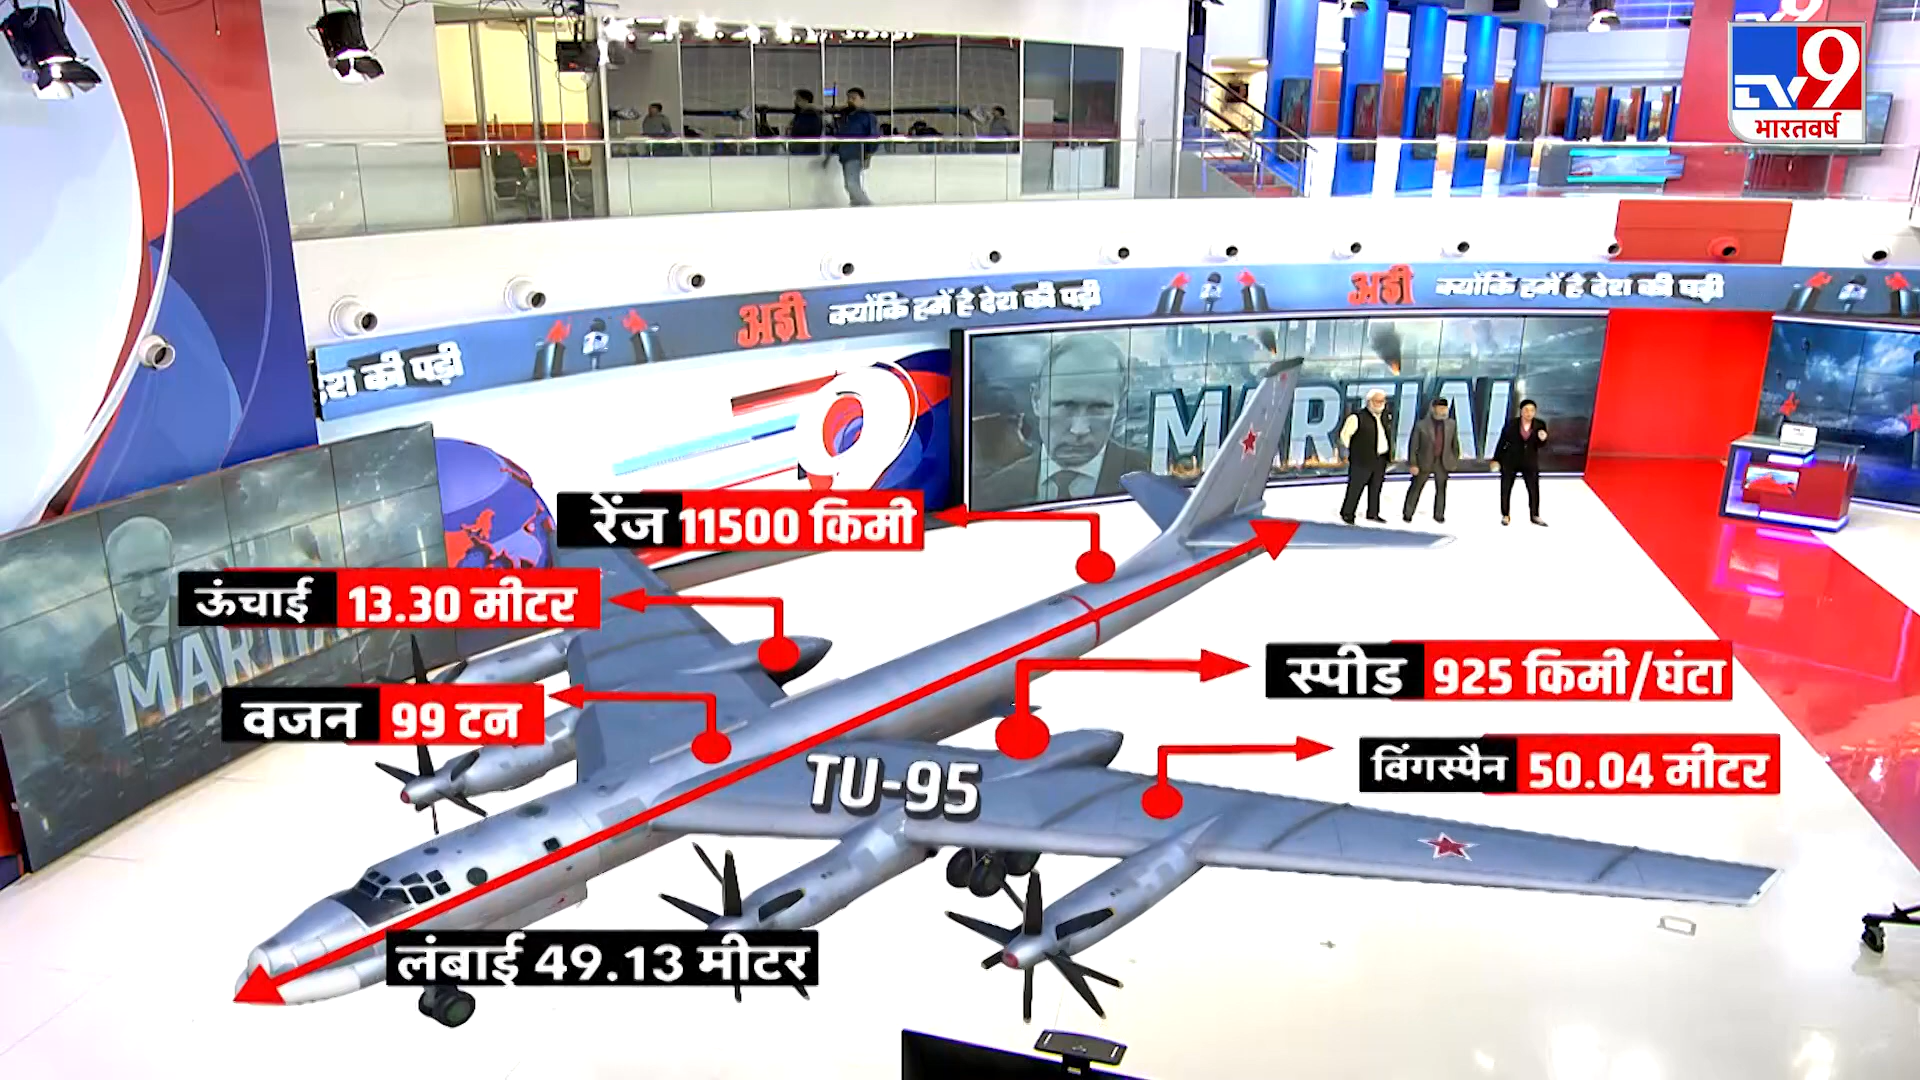 TV9
भारतवर्ष
अड़ी क्योंकि हमें है देश की पड़ी
अड़ी क्योंकि हमें है देश की पड़ी
देश की पड़ी
9
MARTIAL
MARTIAL
रेंज 11500 किमी
ऊंचाई 13.30 मीटर
स्पीड 925 किमी/घंटा
वजन 99 टन
विंगस्पैन 50.04 मीटर
TU-95
लंबाई 49.13 मीटर